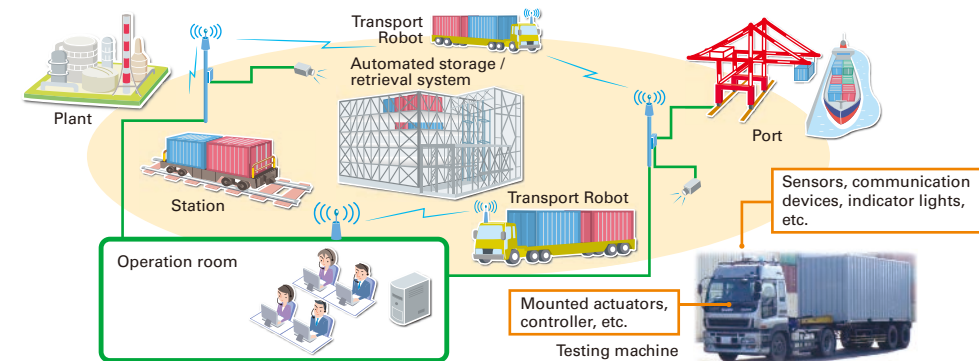 Transport
Robot
Automated storage /
retrieval system
Plant
Port
Station
Transport Robot
Sensors, communication
devices, indicator lights,
etc.
Operation room
Mounted actuators,
controller, etc.
Testing machine